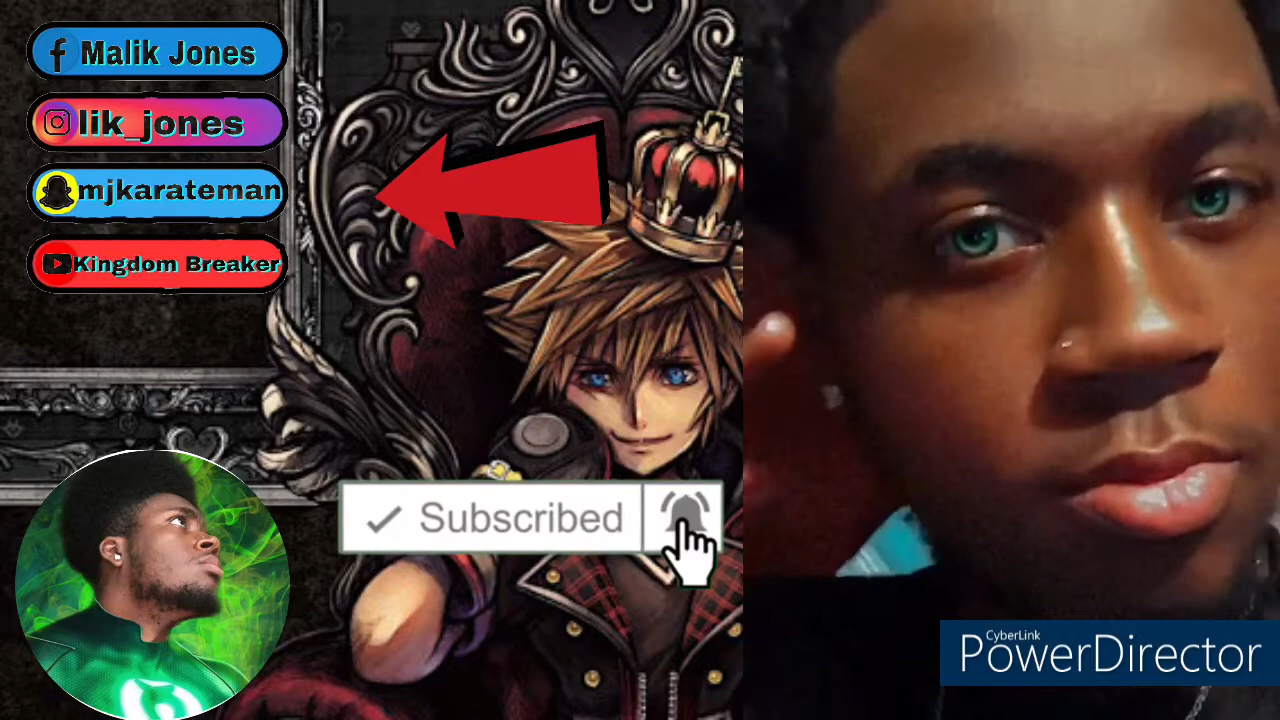 Malik Jones
lik_jones
mjkarateman
Kingdom Breaker
Subscribed
CyberLink
PowerDirector